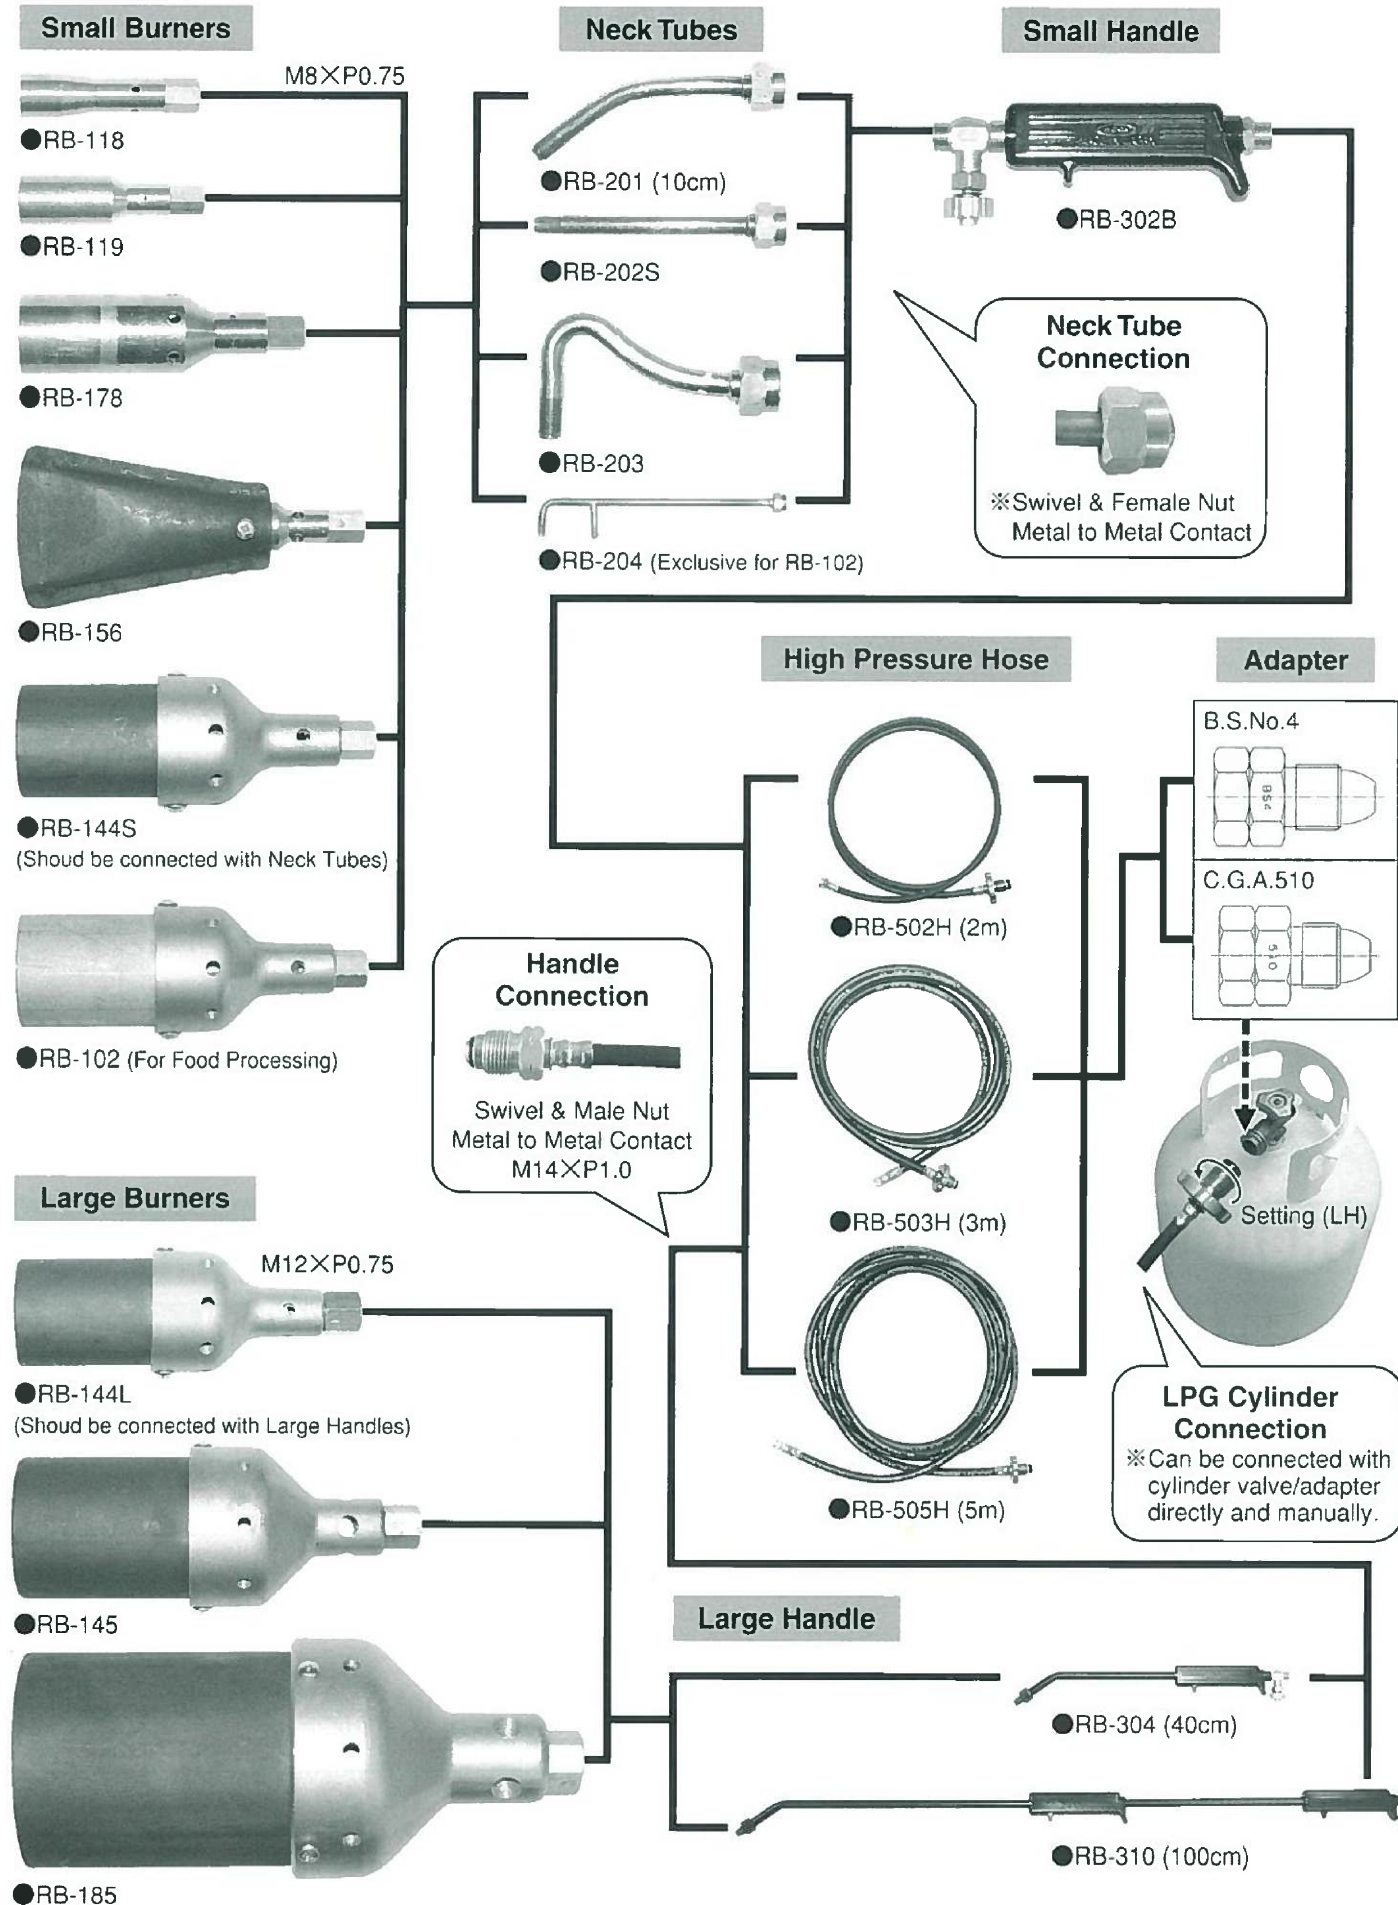 Small Burners
M8×P0.75
●RB-118
●RB-119
●RB-178
●RB-156
●RB-144S
(Shoud be connected with Neck Tubes)
●RB-102 (For Food Processing)
Neck Tubes
●RB-201 (10cm)
●RB-202S
●RB-203
●RB-204 (Exclusive for RB-102)
Small Handle
●RB-302B
Neck Tube
Connection
※Swivel & Female Nut
Metal to Metal Contact
High Pressure Hose
●RB-502H (2m)
●RB-503H (3m)
●RB-505H (5m)
Adapter
B.S.No.4
BS4
C.G.A.510
510
Setting (LH)
Handle
Connection
Swivel & Male Nut
Metal to Metal Contact
M14×P1.0
LPG Cylinder
Connection
※Can be connected with
cylinder valve/adapter
directly and manually.
Large Burners
M12×P0.75
●RB-144L
(Shoud be connected with Large Handles)
●RB-145
●RB-185
Large Handle
●RB-304 (40cm)
●RB-310 (100cm)